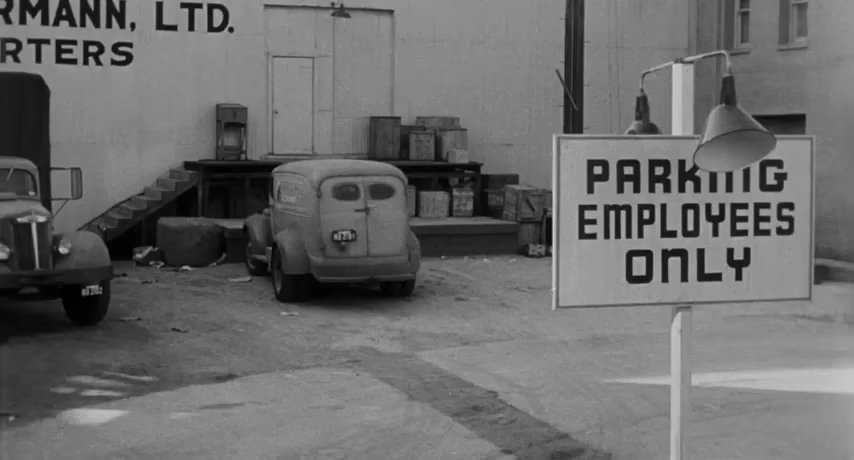 RMANN, LTD.
RTERS
PARKING
EMPLOYEES
ONLY